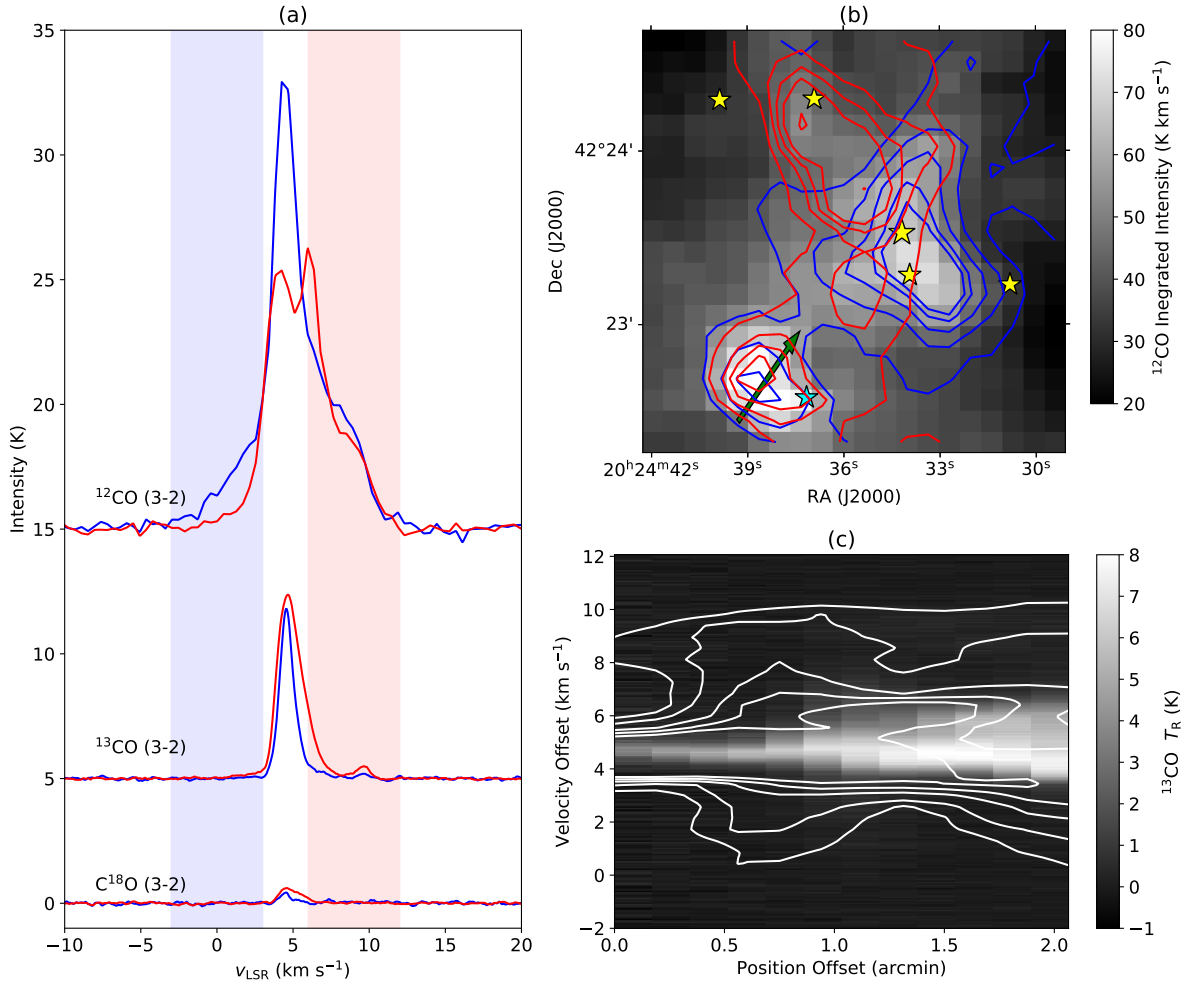 (a)
35
30
25
20
15
10
5
0
Intensity (K)
¹²CO (3-2)
¹³CO (3-2)
C¹⁸O (3-2)
−10
−5
0
5
10
15
20
v_LSR (km s⁻¹)
(b)
42°24'
23'
Dec (J2000)
20ʰ24ᵐ42ˢ
39ˢ
36ˢ
33ˢ
30ˢ
RA (J2000)
80
70
60
50
40
30
20
¹²CO Inegrated Intensity (K km s⁻¹)
(c)
12
10
8
6
4
2
0
−2
Velocity Offset (km s⁻¹)
0.0
0.5
1.0
1.5
2.0
Position Offset (arcmin)
8
7
6
5
4
3
2
1
0
−1
¹³CO T_R (K)